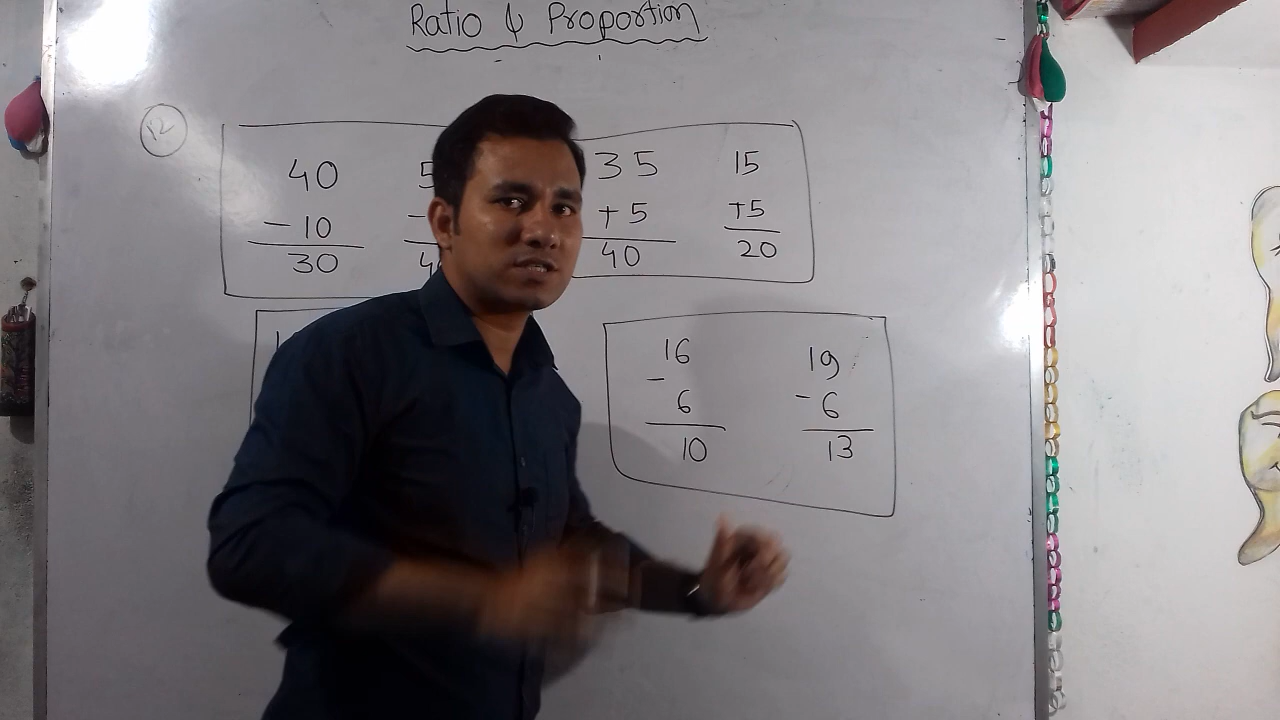 Ratio & Proportion
12
40 5 35 15
-10 - +5 +5
30 4 40 20
16 19
- 6 - 6
10 13